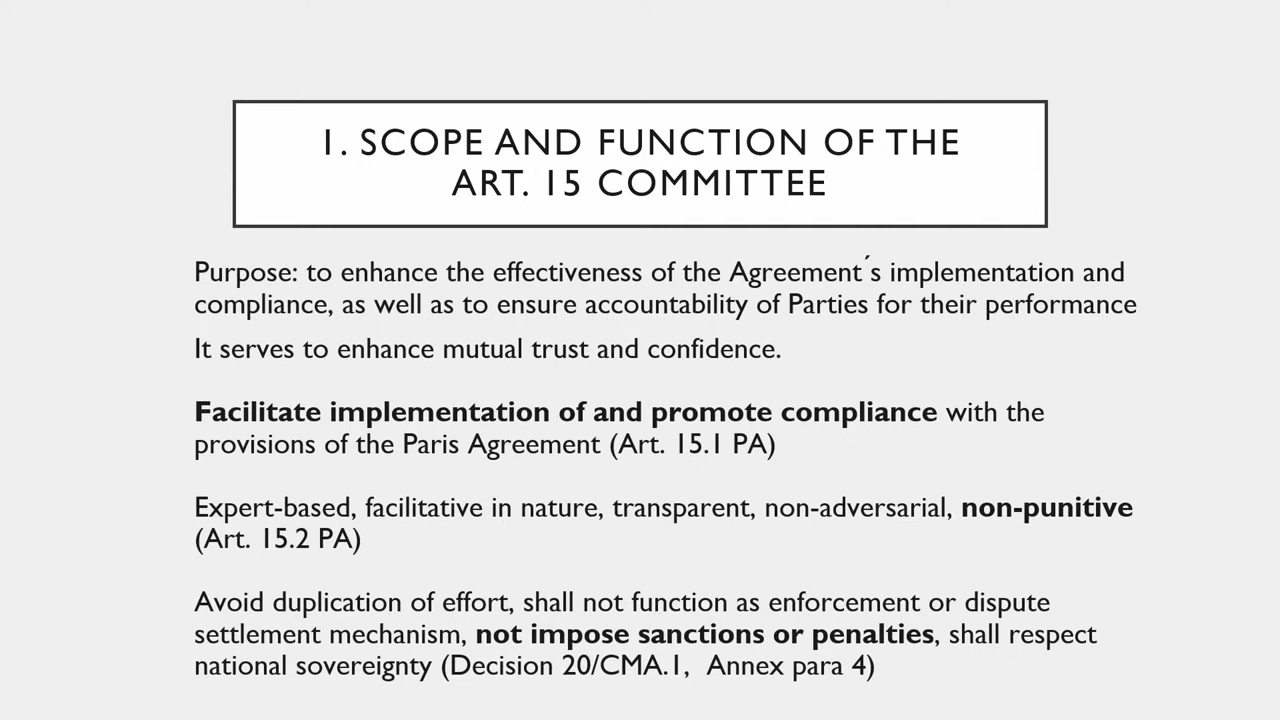 1. SCOPE AND FUNCTION OF THE
ART. 15 COMMITTEE
Purpose: to enhance the effectiveness of the Agreement´s implementation and
compliance, as well as to ensure accountability of Parties for their performance
It serves to enhance mutual trust and confidence.
Facilitate implementation of and promote compliance with the
provisions of the Paris Agreement (Art. 15.1 PA)
Expert-based, facilitative in nature, transparent, non-adversarial, non-punitive
(Art. 15.2 PA)
Avoid duplication of effort, shall not function as enforcement or dispute
settlement mechanism, not impose sanctions or penalties, shall respect
national sovereignty (Decision 20/CMA.1, Annex para 4)